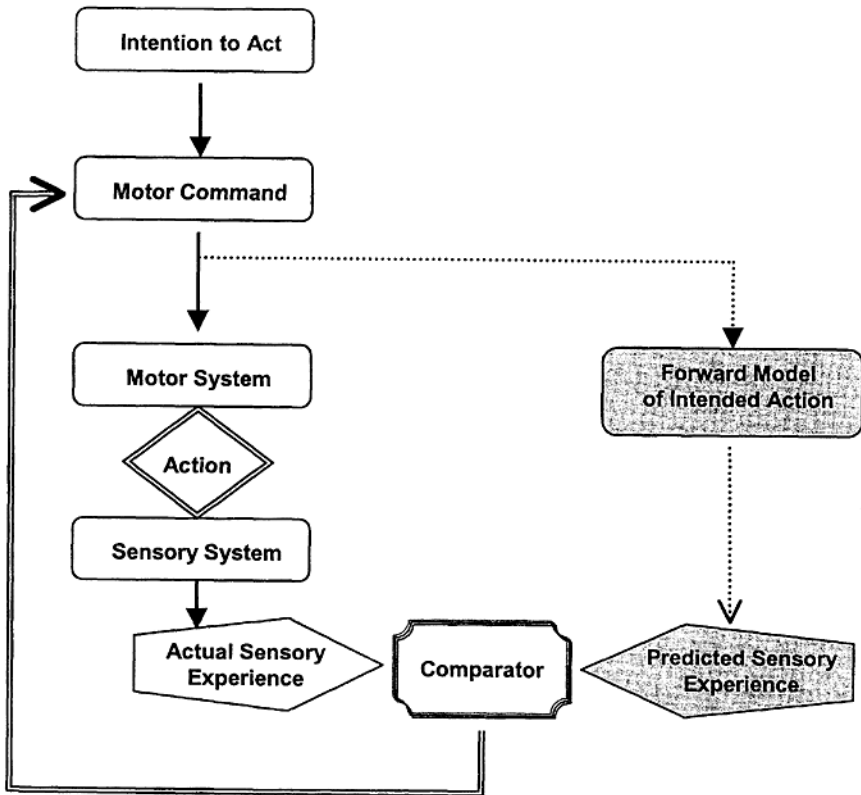 Intention to Act
Motor Command
Motor System
Forward Model
of Intended Action
Action
Sensory System
Actual Sensory
Experience
Comparator
Predicted Sensory
Experience